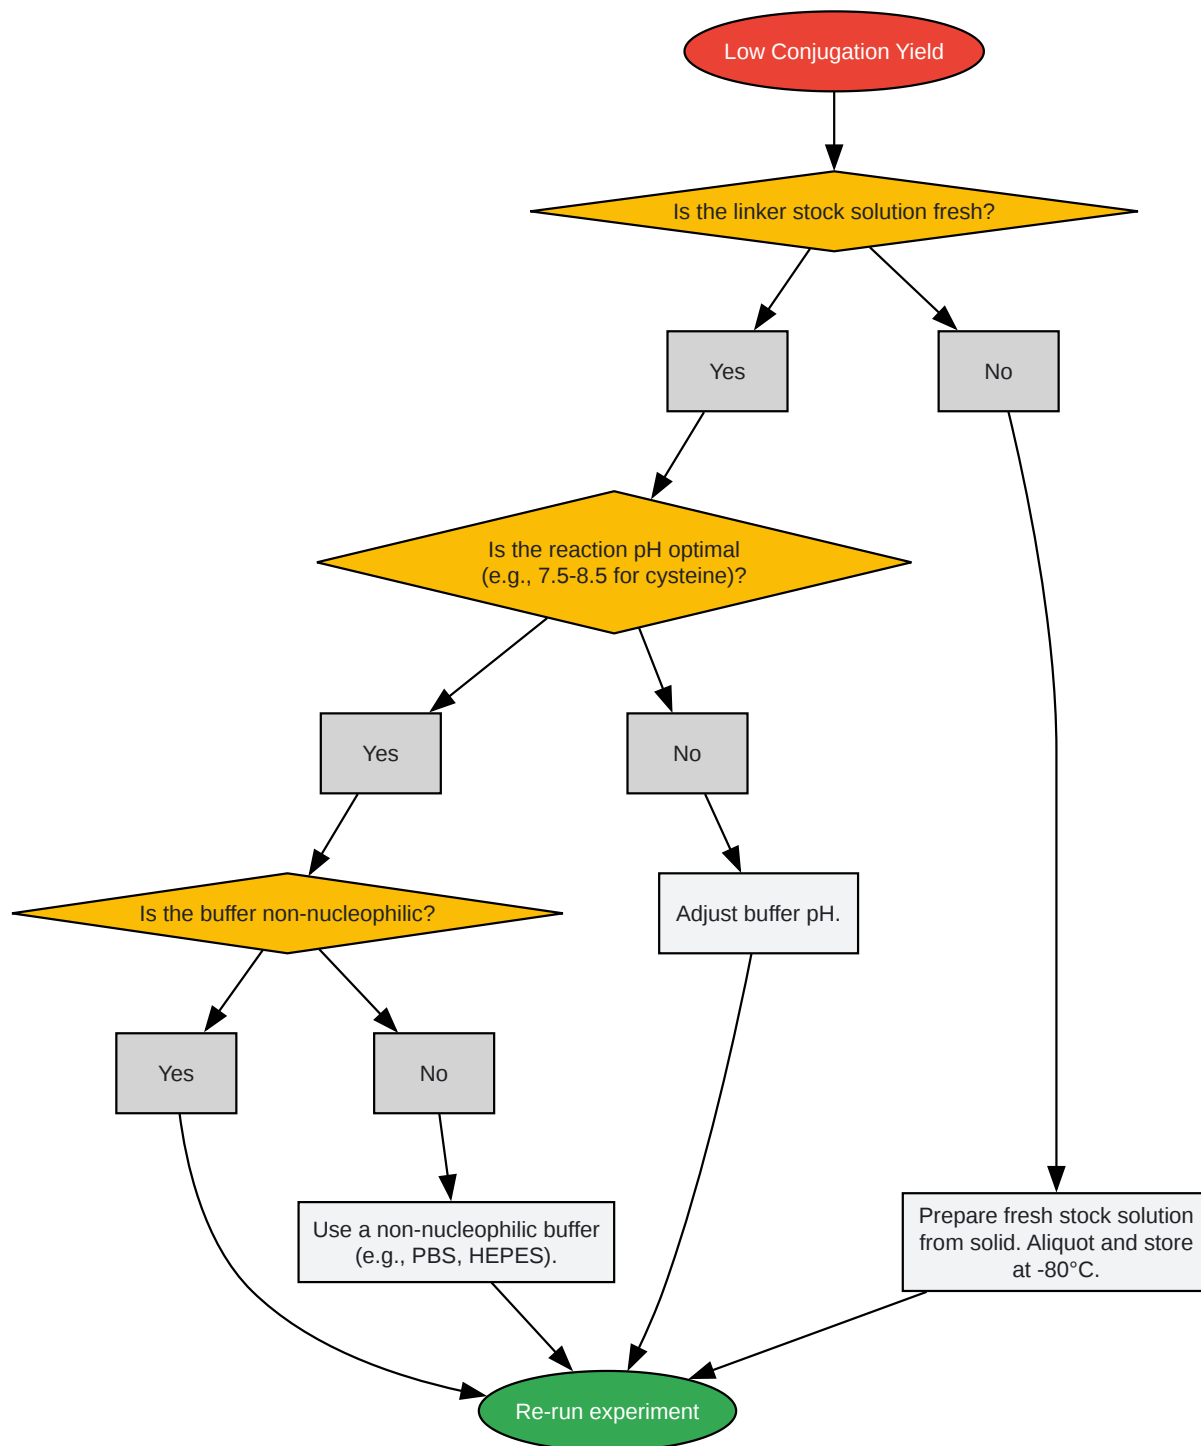 Low Conjugation Yield
Is the linker stock solution fresh?
Yes
No
Is the reaction pH optimal
(e.g., 7.5-8.5 for cysteine)?
Yes
No
Is the buffer non-nucleophilic?
Adjust buffer pH.
Yes
No
Use a non-nucleophilic buffer
(e.g., PBS, HEPES).
Prepare fresh stock solution
from solid. Aliquot and store
at -80°C.
Re-run experiment